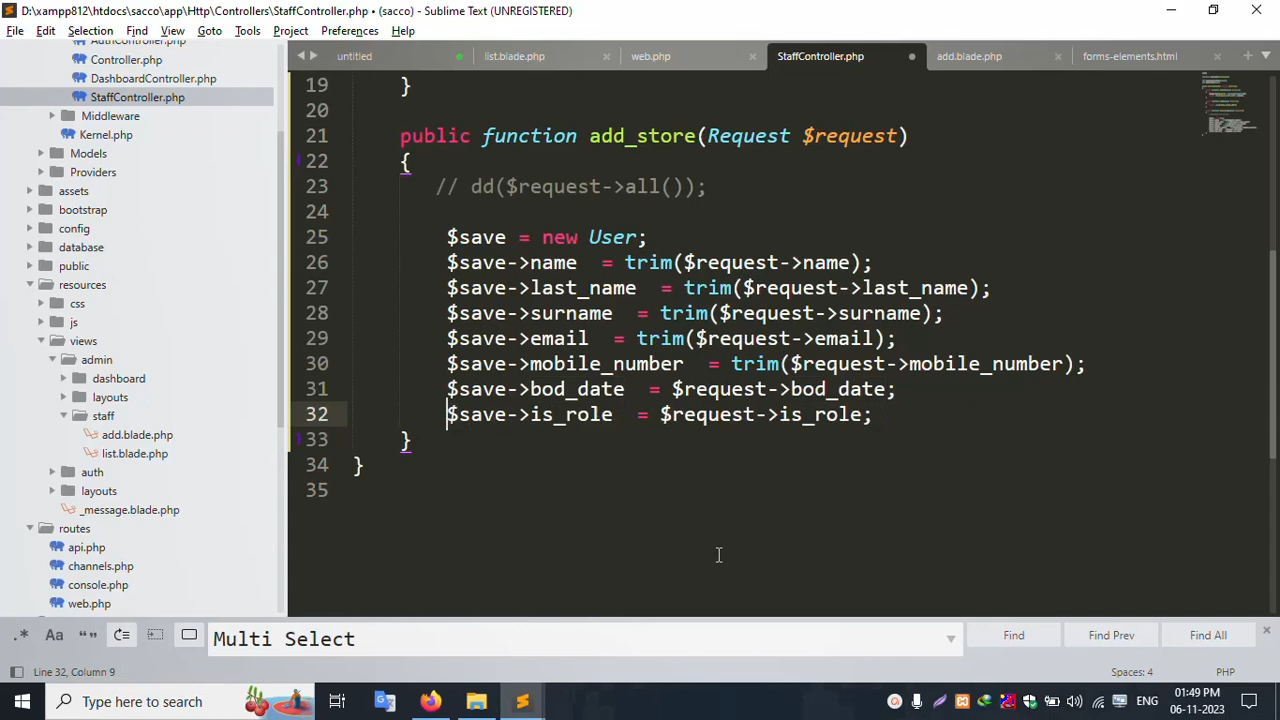 D:\xampp812\htdocs\sacco\app\Http\Controllers\StaffController.php • (sacco) - Sublime Text (UNREGISTERED)
File Edit Selection Find View Goto Tools Project Preferences Help
untitled list.blade.php web.php StaffController.php add.blade.php forms-elements.html
AuthController.php
Controller.php
DashboardController.php
StaffController.php
Middleware
Kernel.php
Models
Providers
assets
bootstrap
config
database
public
resources
css
js
views
admin
dashboard
layouts
staff
add.blade.php
list.blade.php
auth
layouts
_message.blade.php
routes
api.php
channels.php
console.php
web.php
19 }
20
21 public function add_store(Request $request)
22 {
23 // dd($request->all());
24
25 $save = new User;
26 $save->name = trim($request->name);
27 $save->last_name = trim($request->last_name);
28 $save->surname = trim($request->surname);
29 $save->email = trim($request->email);
30 $save->mobile_number = trim($request->mobile_number);
31 $save->bod_date = $request->bod_date;
32 $save->is_role = $request->is_role;
33 }
34 }
35
.* Aa “” Multi Select Find Find Prev Find All
Line 32, Column 9 Spaces: 4 PHP
Type here to search ENG 01:49 PM
06-11-2023